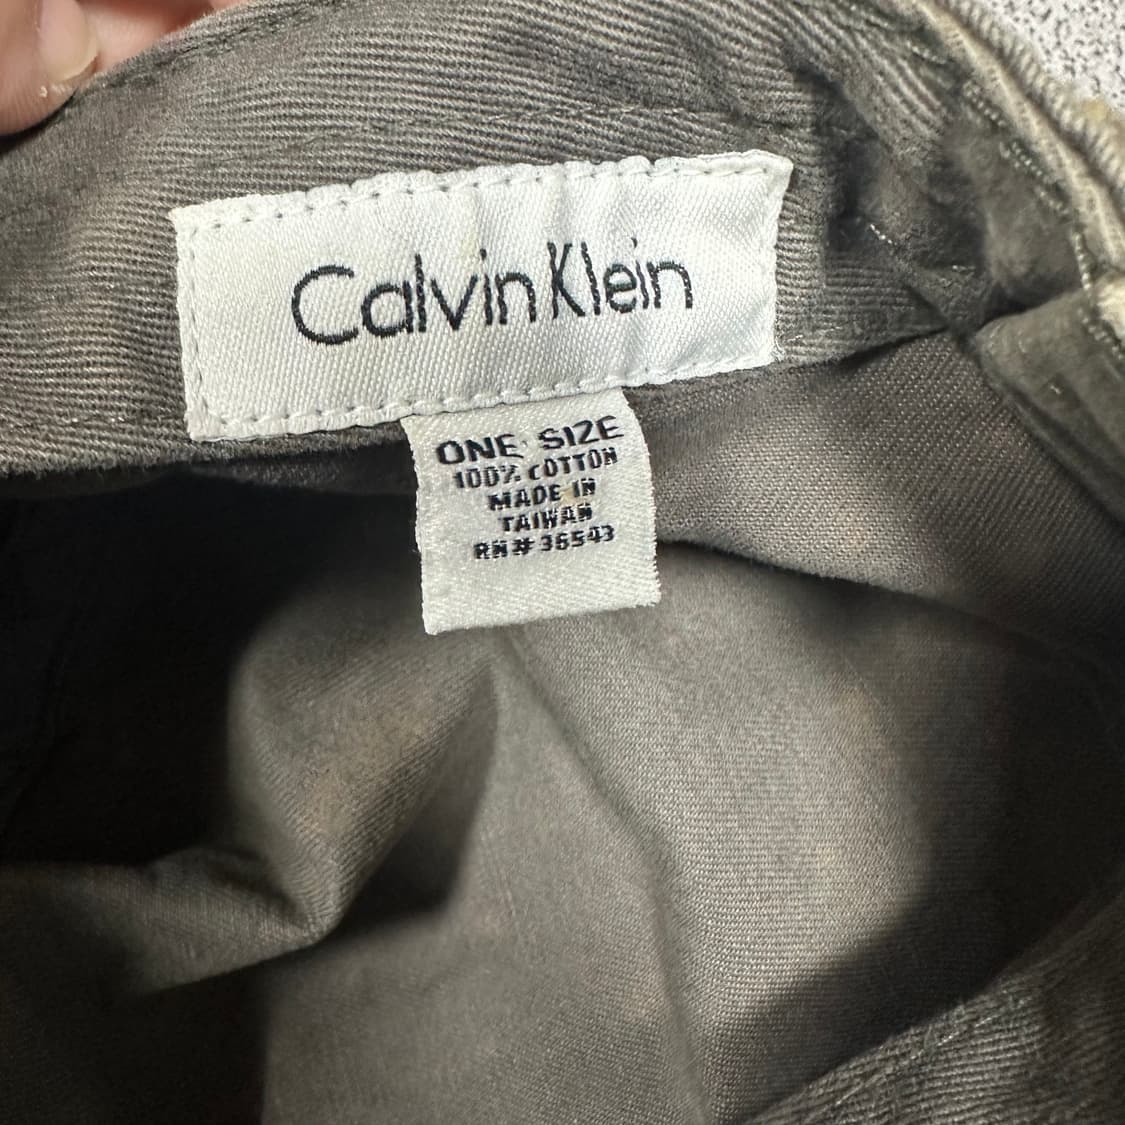 Calvin Klein
ONE SIZE
100% COTTON
MADE IN
TAIWAN
RN# 36543